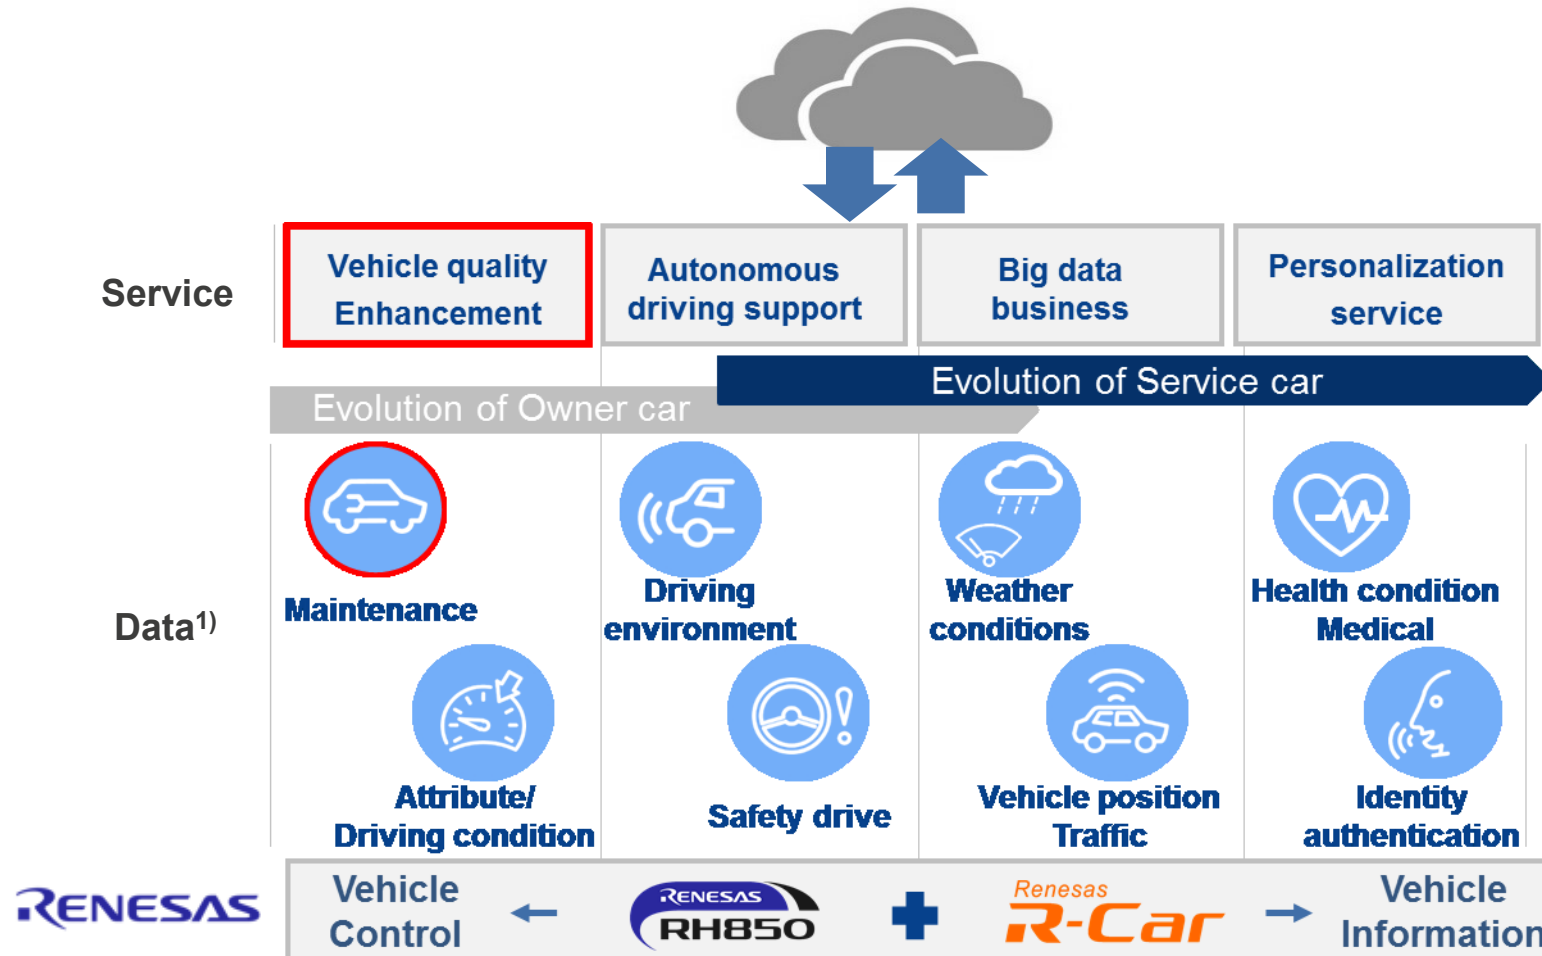 Service
Vehicle quality
Enhancement
Autonomous
driving support
Big data
business
Personalization
service
Evolution of Service car
Evolution of Owner car
Data1)
Maintenance
Driving
environment
Weather
conditions
Health condition
Medical
Attribute/
Driving condition
Safety drive
Vehicle position
Traffic
Identity
authentication
RENESAS
Vehicle
Control
RENESAS
RH850
Renesas
R-Car
Vehicle
Information